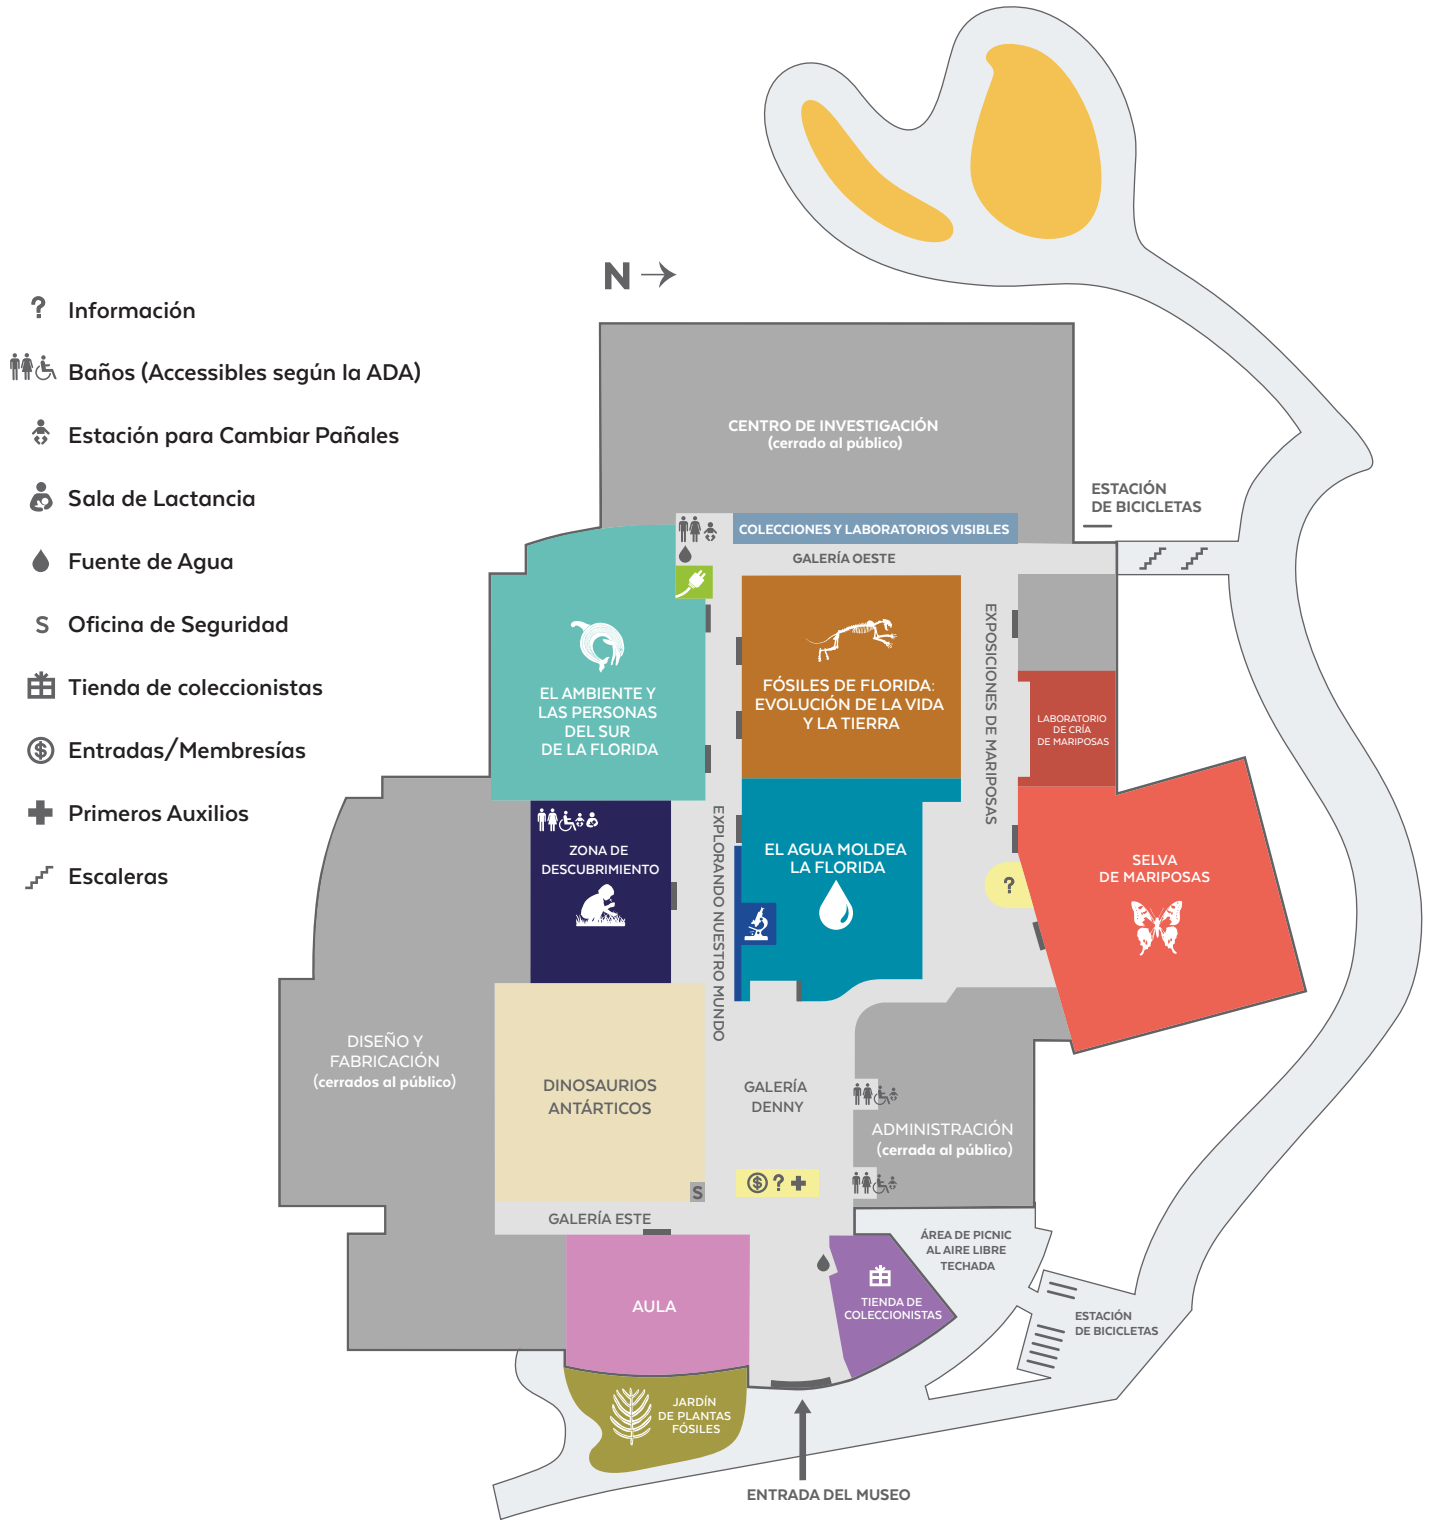 N
?
Información
Baños (Accessibles según la ADA)
Estación para Cambiar Pañales
Sala de Lactancia
Fuente de Agua
S
Oficina de Seguridad
Tienda de coleccionistas
$
Entradas/Membresías
Primeros Auxilios
Escaleras
CENTRO DE INVESTIGACIÓN
(cerrado al público)
ESTACIÓN
DE BICICLETAS
COLECCIONES Y LABORATORIOS VISIBLES
GALERÍA OESTE
EL AMBIENTE Y
LAS PERSONAS
DEL SUR
DE LA FLORIDA
FÓSILES DE FLORIDA:
EVOLUCIÓN DE LA VIDA
Y LA TIERRA
EXPOSICIONES DE MARIPOSAS
LABORATORIO
DE CRÍA
DE MARIPOSAS
ZONA DE
DESCUBRIMIENTO
EXPLORANDO NUESTRO MUNDO
EL AGUA MOLDEA
LA FLORIDA
?
SELVA
DE MARIPOSAS
DISEÑO Y
FABRICACIÓN
(cerrados al público)
DINOSAURIOS
ANTÁRTICOS
GALERÍA
DENNY
ADMINISTRACIÓN
(cerrada al público)
S
$ ?
GALERÍA ESTE
ÁREA DE PICNIC
AL AIRE LIBRE
TECHADA
AULA
TIENDA DE
COLECCIONISTAS
ESTACIÓN
DE BICICLETAS
JARDÍN
DE PLANTAS
FÓSILES
ENTRADA DEL MUSEO